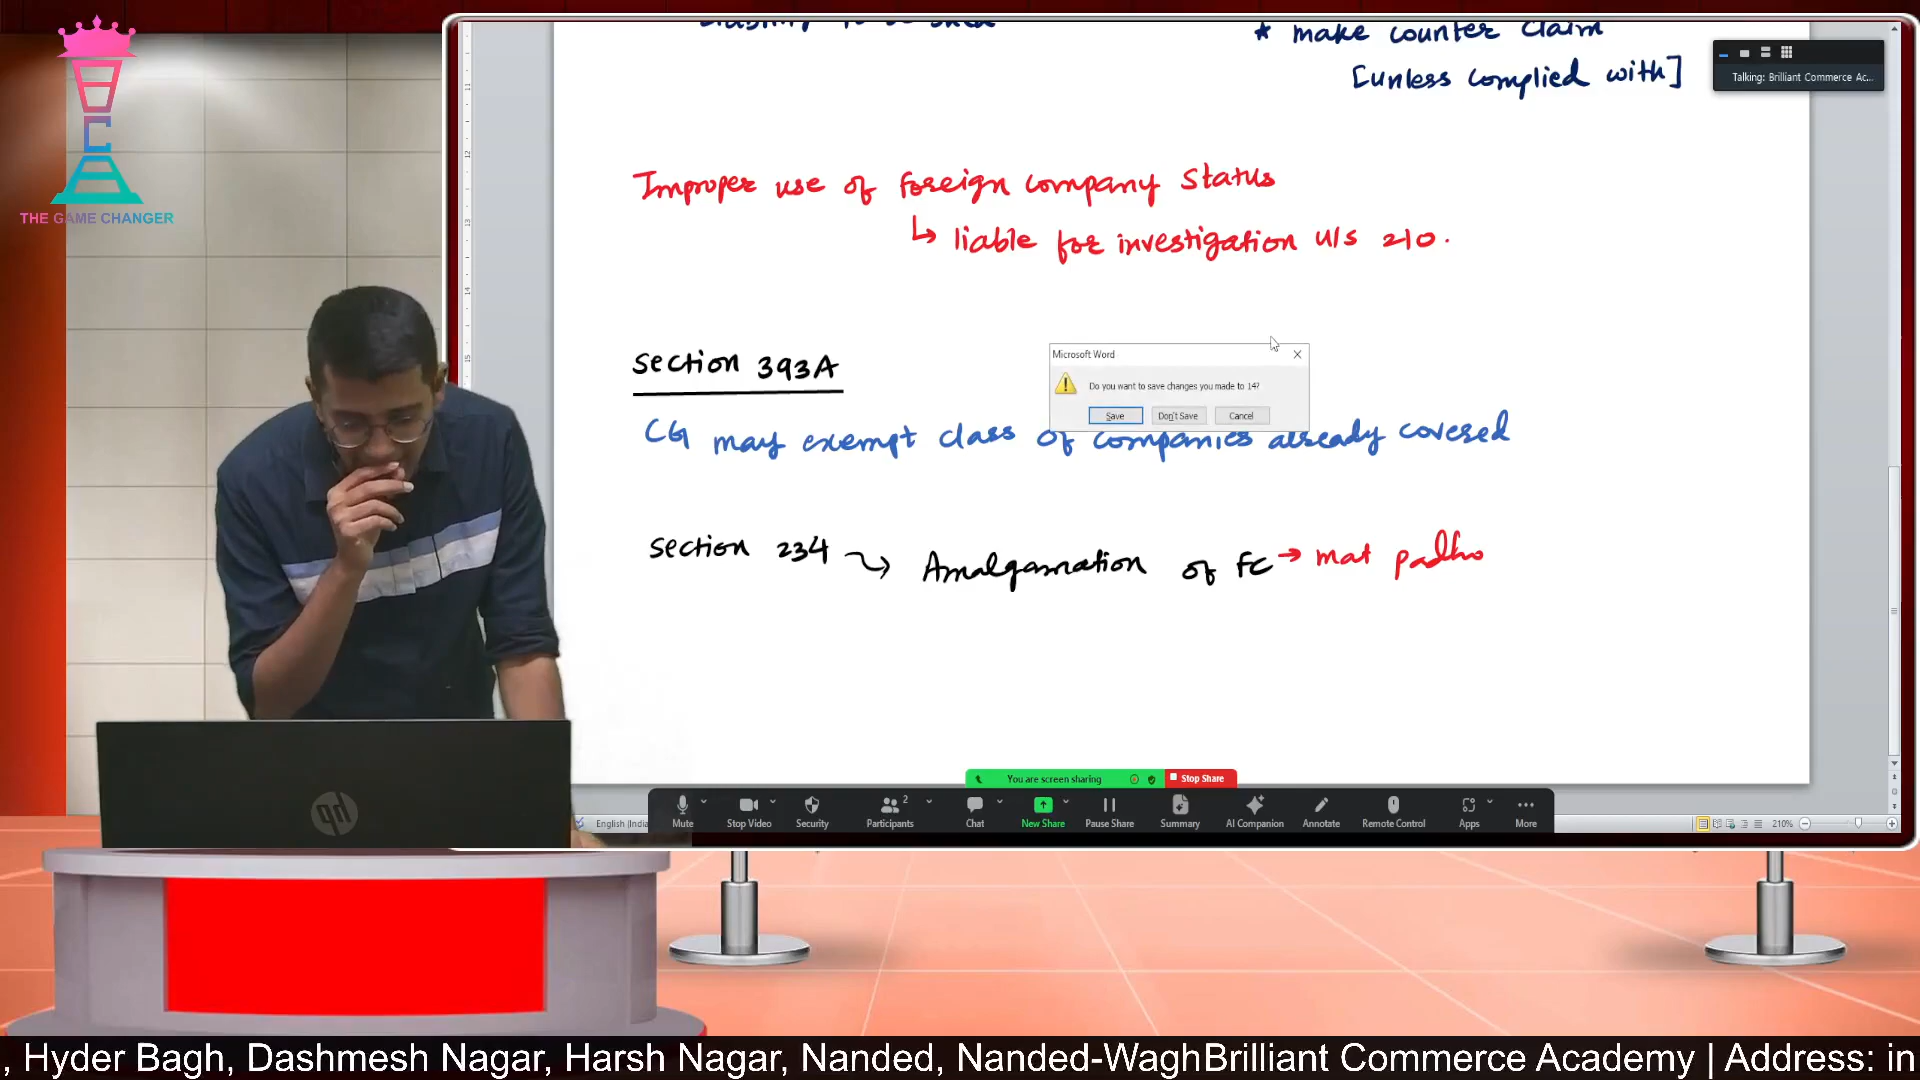 THE GAME CHANGER
* make counter claim
[unless complied with]
Talking: Brilliant Commerce Ac...
Improper use of foreign company Status
↳ liable for investigation u/s 210.
Section 393A
Microsoft Word
Do you want to save changes you made to 14?
Save Don't Save Cancel
CG may exempt class of companies already covered
Section 234 Amalgamation of FC → mat padho
You are screen sharing Stop Share
Mute Stop Video Security Participants 2 Chat New Share Pause Share Summary AI Companion Annotate Remote Control Apps More
English (India
210%
hp
, Hyder Bagh, Dashmesh Nagar, Harsh Nagar, Nanded, Nanded-WaghBrilliant Commerce Academy | Address: in